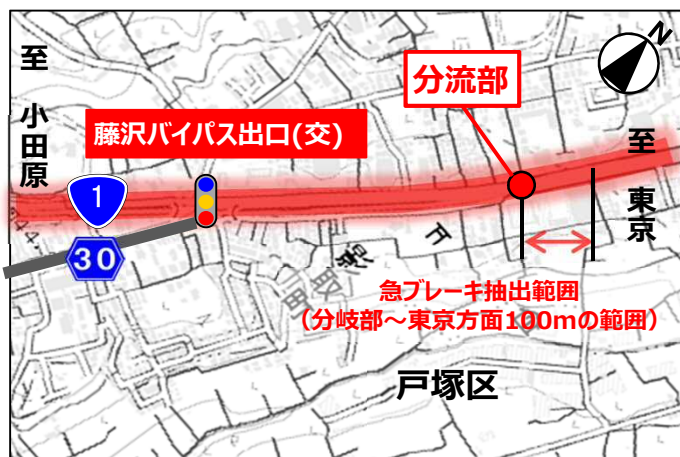 至 小田原
藤沢バイパス出口(交)
分流部
N
至 東京
1
30
急ブレーキ抽出範囲
（分岐部～東京方面100mの範囲）
戸塚区